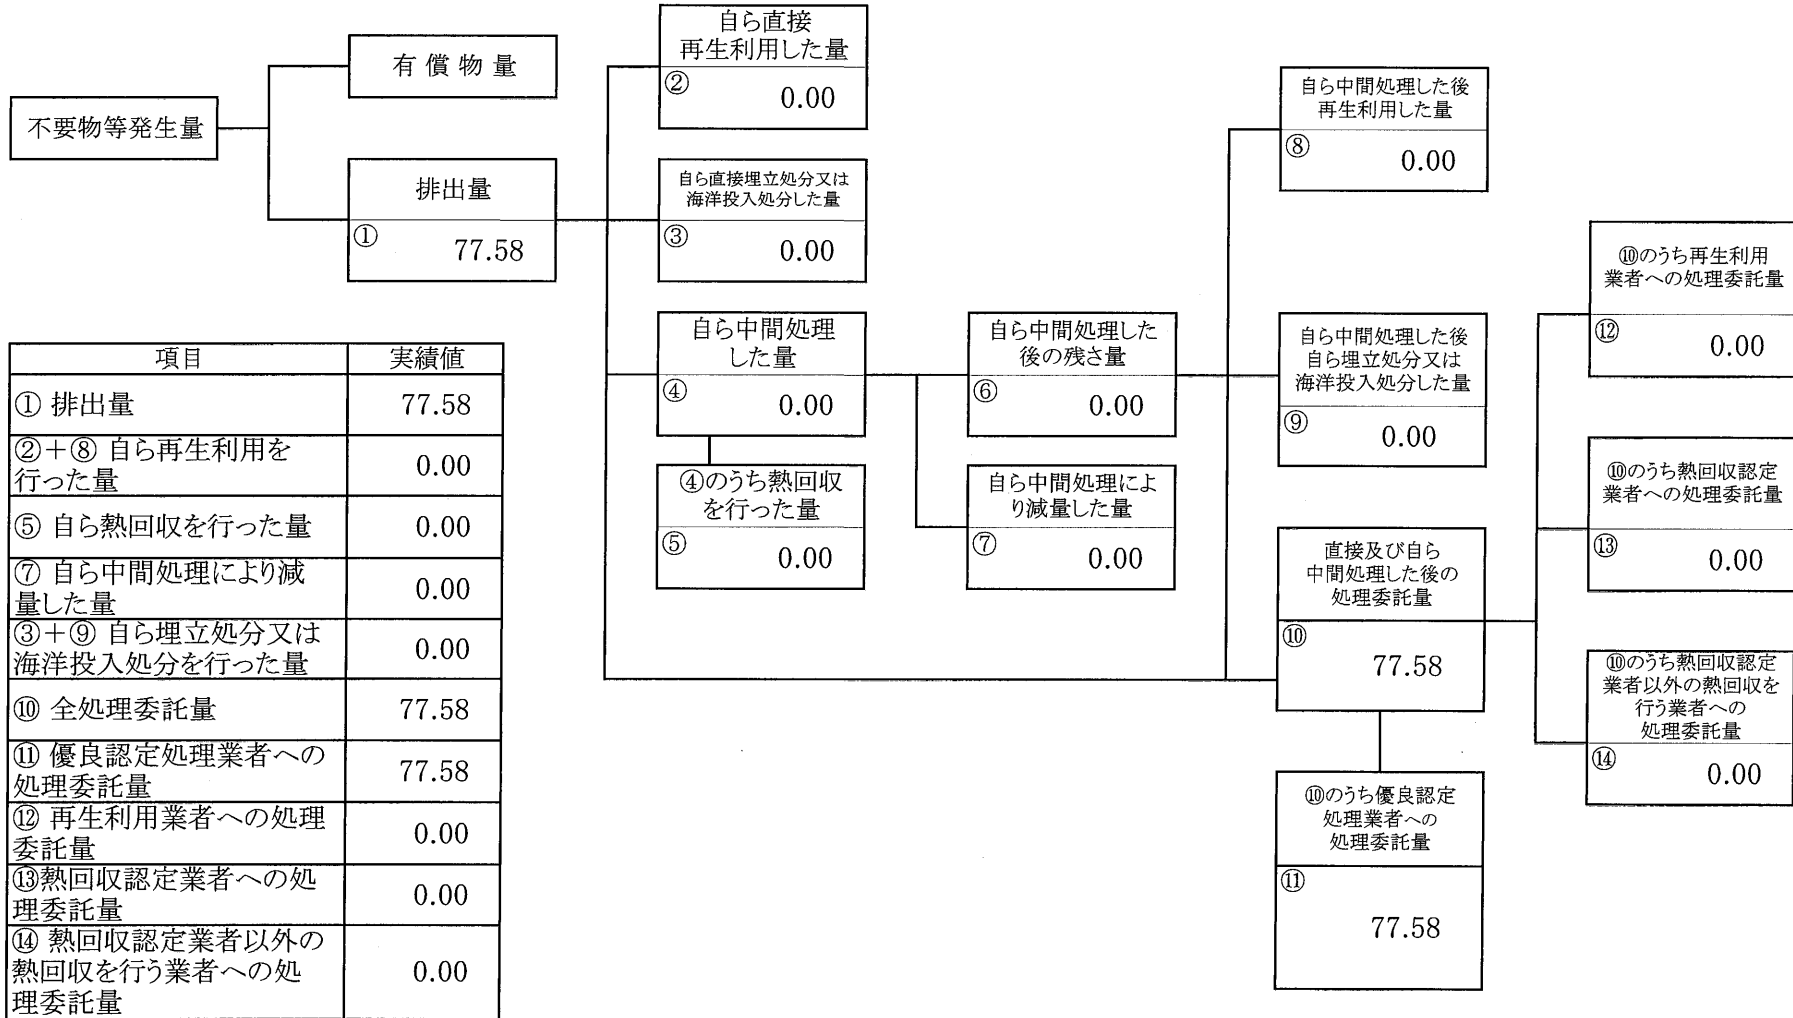 不要物等発生量
有償物量
排出量
①
77.58
自ら直接
再生利用した量
②
0.00
自ら直接埋立処分又は
海洋投入処分した量
③
0.00
自ら中間処理
した量
④
0.00
④のうち熱回収
を行った量
⑤
0.00
自ら中間処理した
後の残さ量
⑥
0.00
自ら中間処理によ
り減量した量
⑦
0.00
自ら中間処理した後
再生利用した量
⑧
0.00
自ら中間処理した後
自ら埋立処分又は
海洋投入処分した量
⑨
0.00
直接及び自ら
中間処理した後の
処理委託量
⑩
77.58
⑩のうち優良認定
処理業者への
処理委託量
⑪
77.58
⑩のうち再生利用
業者への処理委託量
⑫
0.00
⑩のうち熱回収認定
業者への処理委託量
⑬
0.00
⑩のうち熱回収認定
業者以外の熱回収を
行う業者への
処理委託量
⑭
0.00
項目 実績値
① 排出量 77.58
②+⑧ 自ら再生利用を
行った量 0.00
⑤ 自ら熱回収を行った量 0.00
⑦ 自ら中間処理により減
量した量 0.00
③+⑨ 自ら埋立処分又は
海洋投入処分を行った量 0.00
⑩ 全処理委託量 77.58
⑪ 優良認定処理業者への
処理委託量 77.58
⑫ 再生利用業者への処理
委託量 0.00
⑬熱回収認定業者への処
理委託量 0.00
⑭ 熱回収認定業者以外の
熱回収を行う業者への処
理委託量 0.00